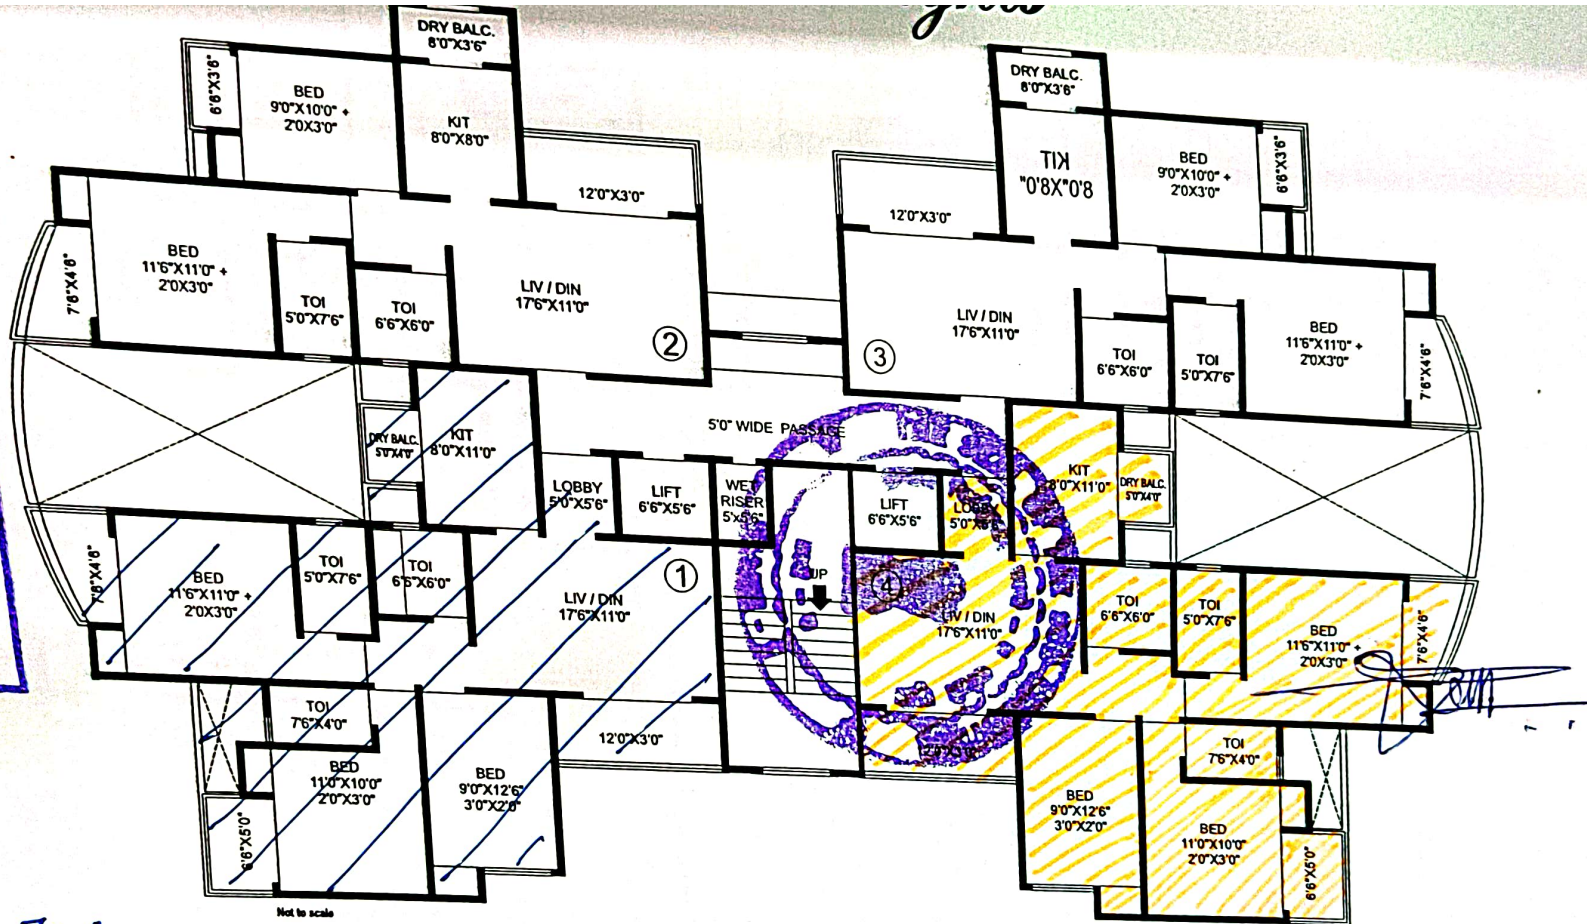 DRY BALC.
8'0"X3'6"
6'6"X3'6"
BED
9'0"X10'0" +
2'0X3'0"
KIT
8'0"X8'0"
12'0"X3'0"
BED
11'6"X11'0" +
2'0X3'0"
7'6"X4'6"
TOI
5'0"X7'6"
TOI
6'6"X6'0"
LIV / DIN
17'6"X11'0"
2
DRY BALC.
8'0"X3'6"
KIT
8'0"X8'0"
BED
9'0"X10'0" +
2'0X3'0"
6'6"X3'6"
12'0"X3'0"
LIV / DIN
17'6"X11'0"
3
TOI
6'6"X6'0"
TOI
5'0"X7'6"
BED
11'6"X11'0" +
2'0X3'0"
7'6"X4'6"
5'0" WIDE PASSAGE
DRY BALC.
5'0"X4'0"
KIT
8'0"X11'0"
LOBBY
5'0"X5'6"
LIFT
6'6"X5'6"
WET
RISER
5'x5'6"
LIFT
6'6"X5'6"
LOBBY
5'0"X5'6"
KIT
8'0"X11'0"
DRY BALC.
5'0"X4'0"
7'6"X4'6"
BED
11'6"X11'0" +
2'0X3'0"
TOI
5'0"X7'6"
TOI
6'6"X6'0"
LIV / DIN
17'6"X11'0"
1
UP
4
LIV / DIN
17'6"X11'0"
TOI
6'6"X6'0"
TOI
5'0"X7'6"
BED
11'6"X11'0" +
2'0X3'0"
7'6"X4'6"
TOI
7'6"X4'0"
BED
11'0"X10'0"
2'0"X3'0"
6'6"X5'0"
BED
9'0"X12'6"
3'0"X2'0"
12'0"X3'0"
12'0"X3'0"
BED
9'0"X12'6"
3'0"X2'0"
TOI
7'6"X4'0"
BED
11'0"X10'0"
2'0"X3'0"
6'6"X5'0"
Not to scale